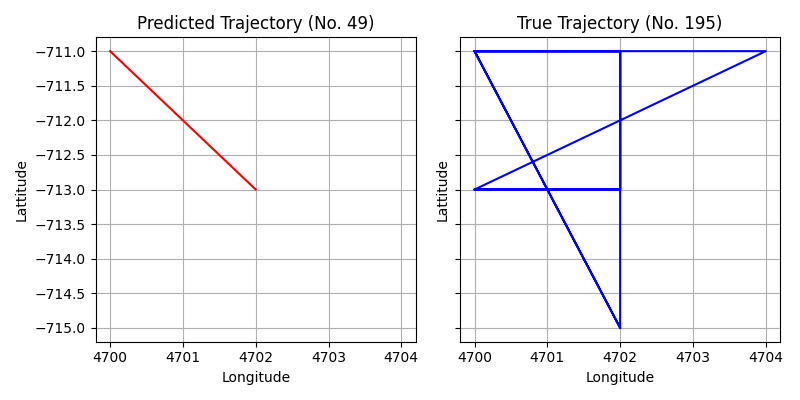 Predicted Trajectory (No. 49)
True Trajectory (No. 195)
−711.0
−711.5
−712.0
−712.5
−713.0
−713.5
−714.0
−714.5
−715.0
Lattitude
Lattitude
4700 4701 4702 4703 4704
4700 4701 4702 4703 4704
Longitude
Longitude